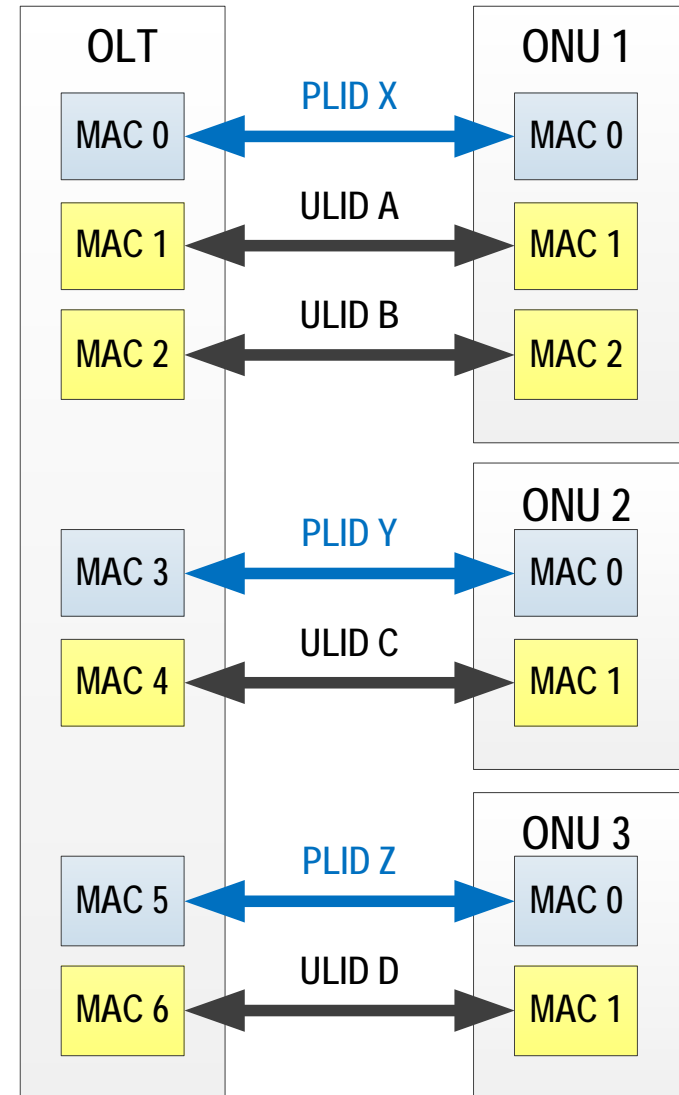 OLT
ONU 1
PLID X
MAC 0
MAC 0
ULID A
MAC 1
MAC 1
ULID B
MAC 2
MAC 2
ONU 2
PLID Y
MAC 3
MAC 0
ULID C
MAC 4
MAC 1
ONU 3
PLID Z
MAC 5
MAC 0
ULID D
MAC 6
MAC 1